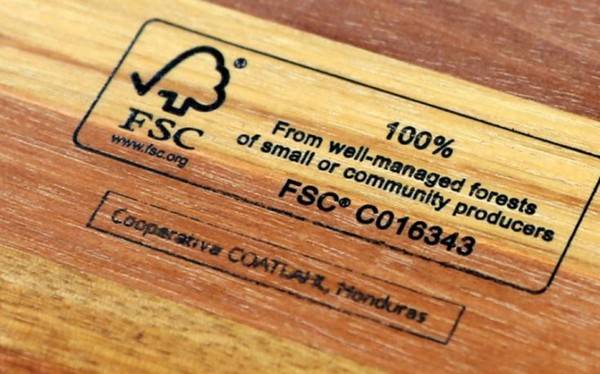 ®
FSC
www.fsc.org
100%
From well-managed forests
of small or community producers
FSC® C016343
Cooperativa COATLAHL, Honduras